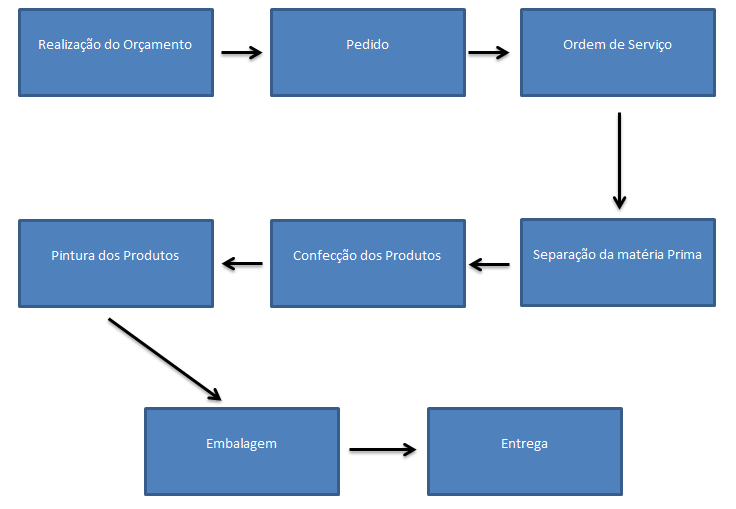 Realização do Orçamento
Pedido
Ordem de Serviço
Separação da matéria Prima
Confecção dos Produtos
Pintura dos Produtos
Embalagem
Entrega